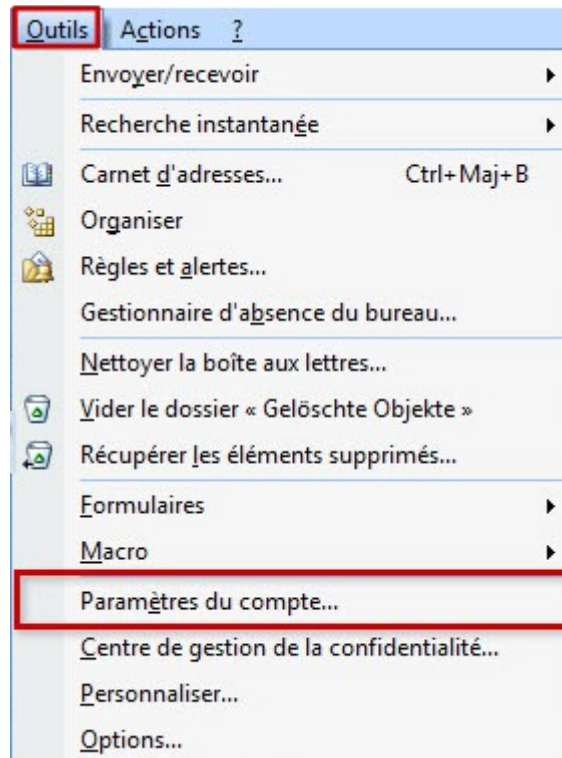 Outils Actions ?
Envoyer/recevoir
Recherche instantanée
Carnet d'adresses... Ctrl+Maj+B
Organiser
Règles et alertes...
Gestionnaire d'absence du bureau...
Nettoyer la boîte aux lettres...
Vider le dossier « Gelöschte Objekte »
Récupérer les éléments supprimés...
Formulaires
Macro
Paramètres du compte...
Centre de gestion de la confidentialité...
Personnaliser...
Options...